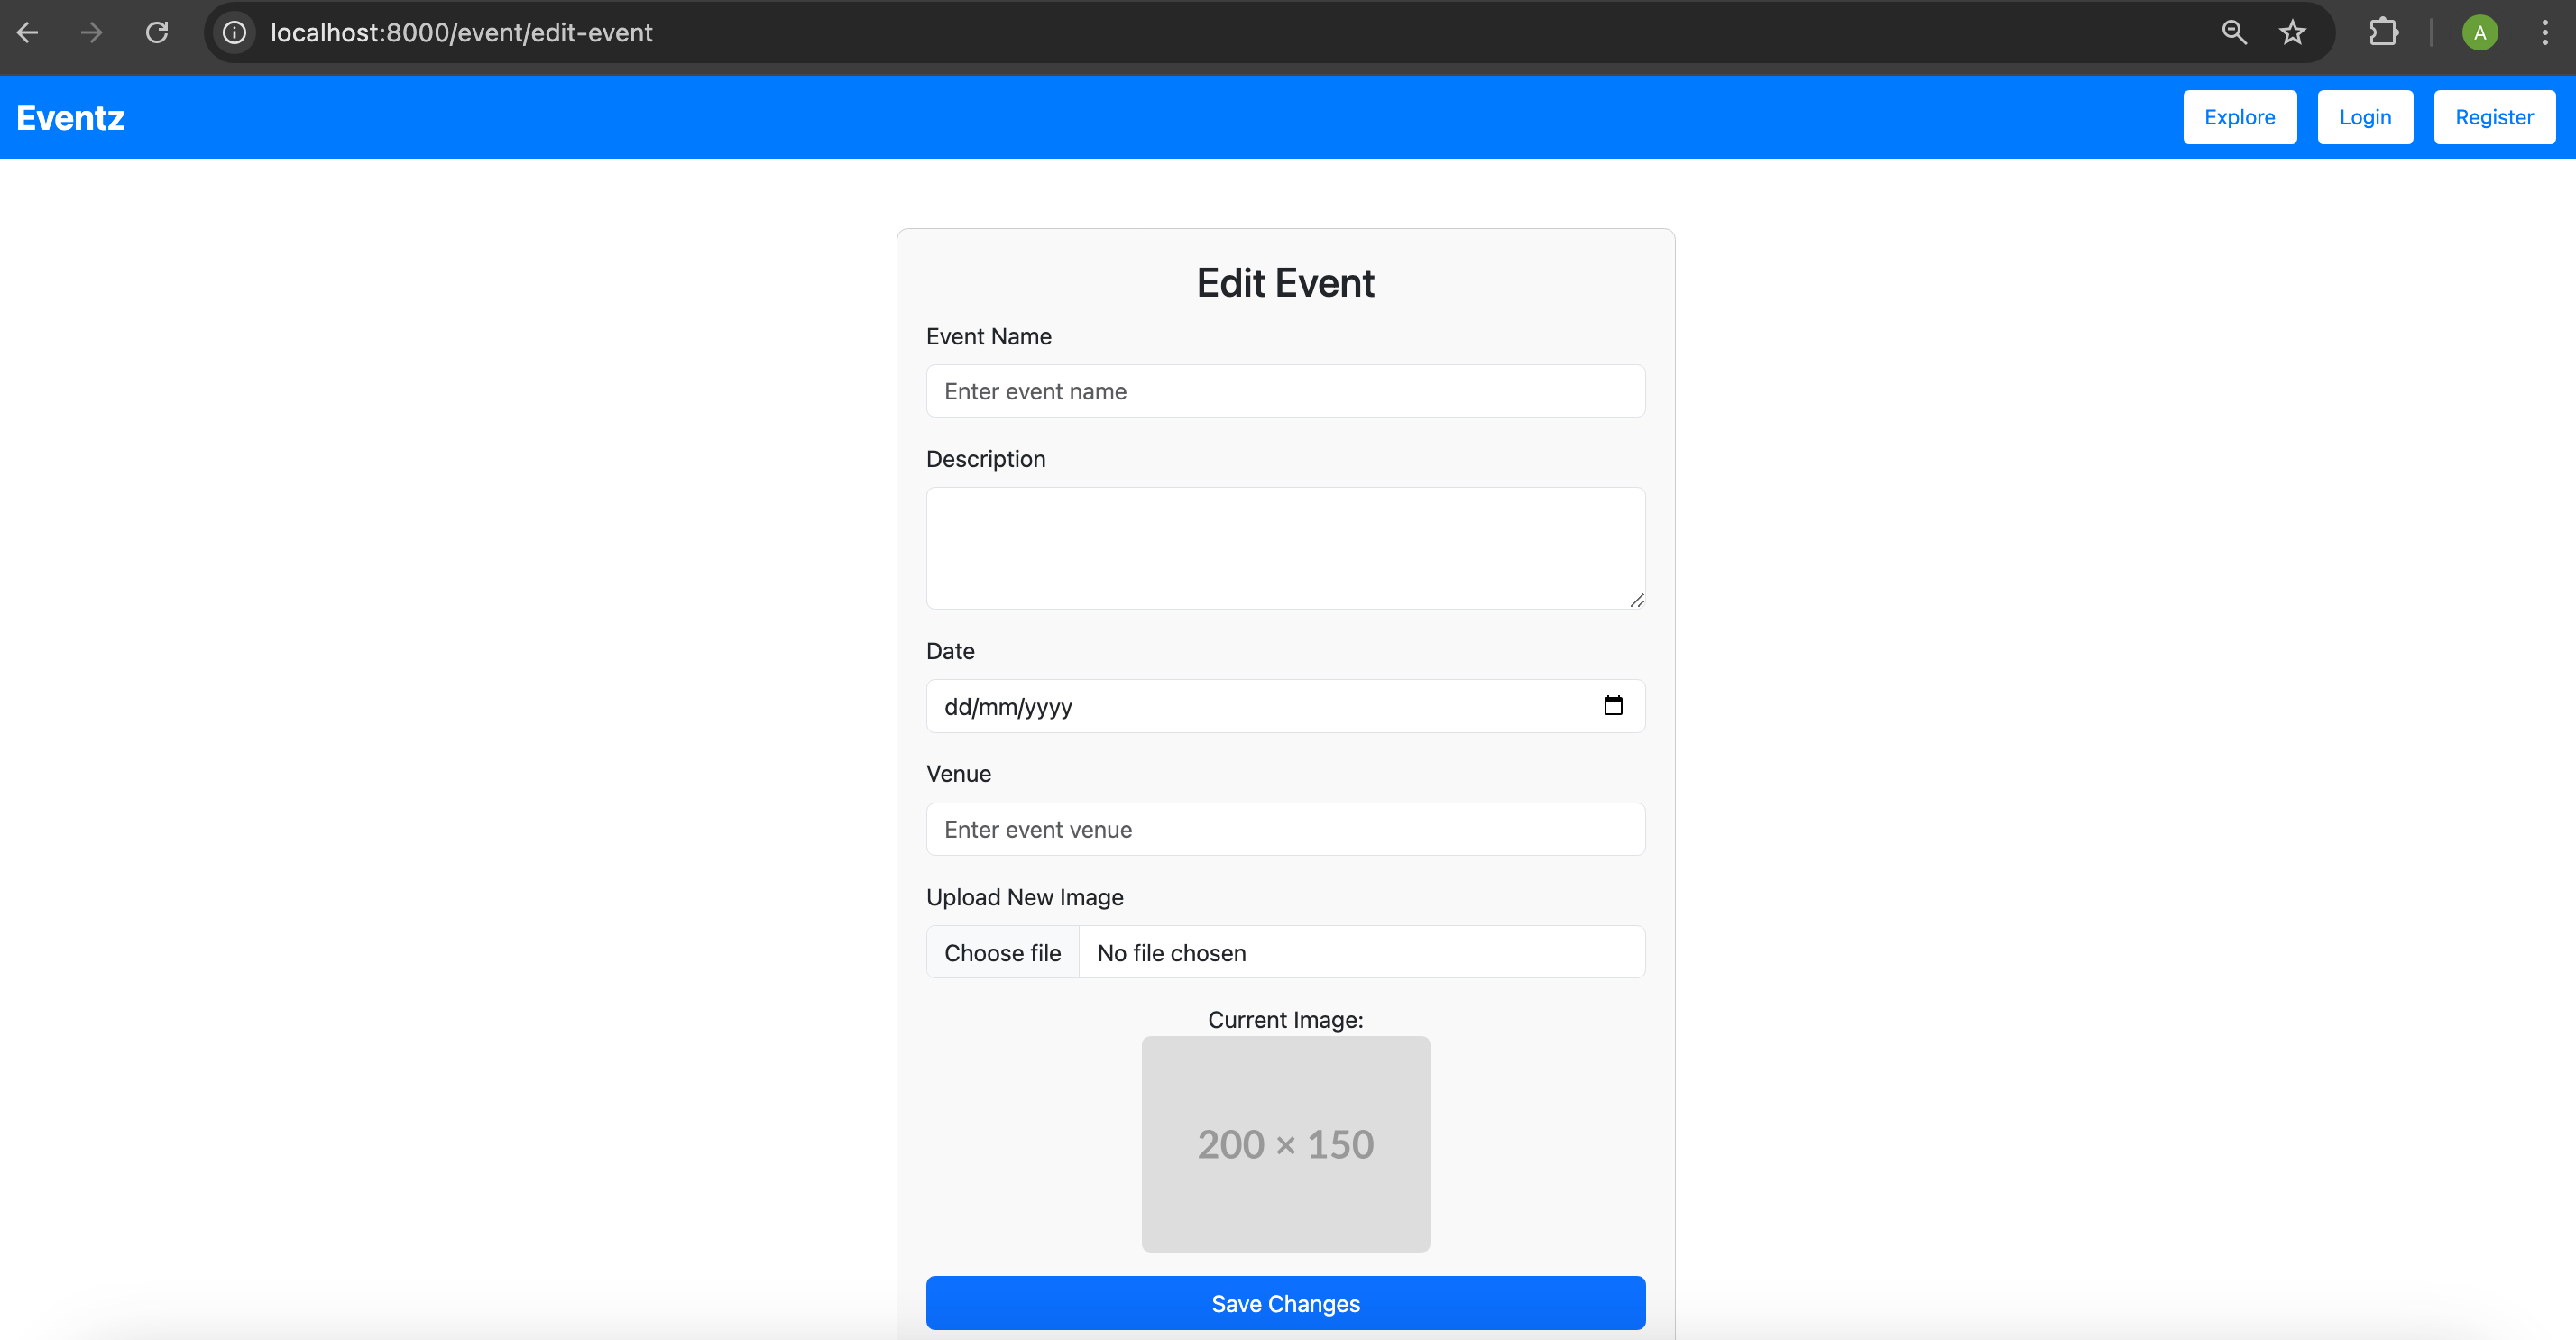 localhost:8000/event/edit-event
A
Eventz
Explore
Login
Register
Edit Event
Event Name
Enter event name
Description
Date
dd/mm/yyyy
Venue
Enter event venue
Upload New Image
Choose file No file chosen
Current Image:
200 × 150
Save Changes